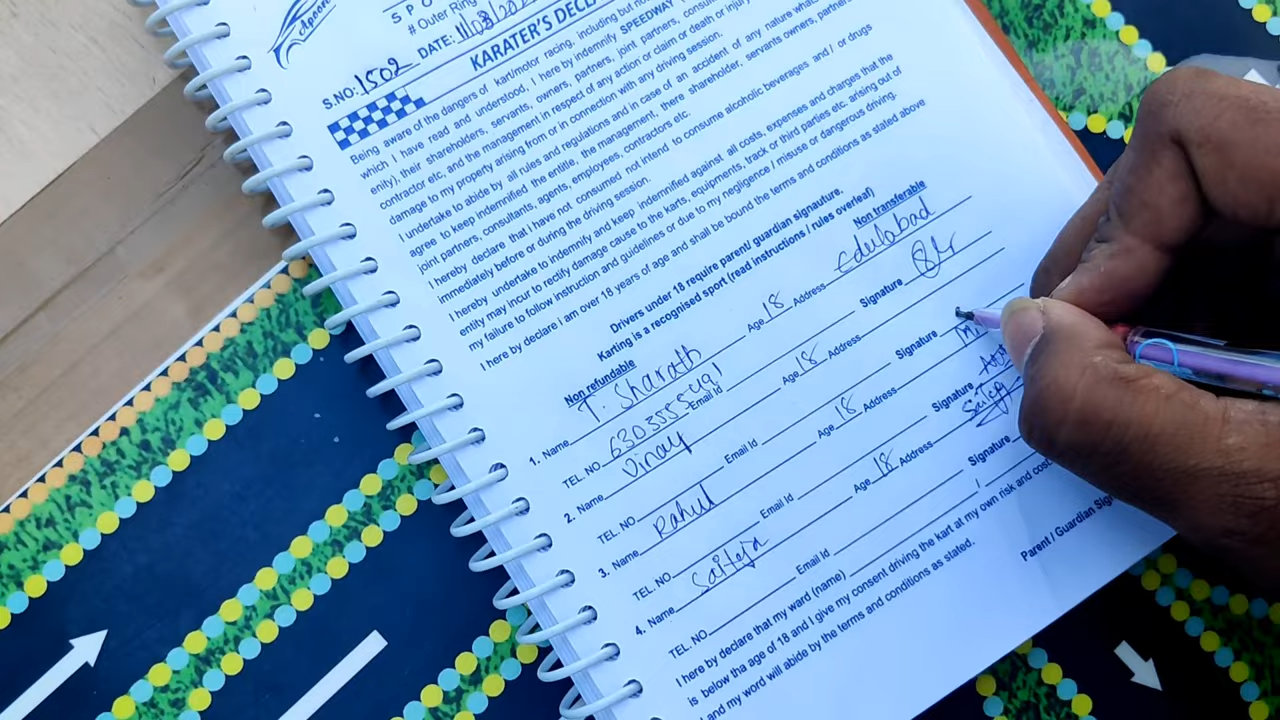 S P O
# Outer Ring
S.NO: 1502 DATE: 11/03/202
KARATER'S DECL
Being aware of the dangers of kart/motor racing, including but no
which I have read and understood, I here by indemnify SPEEDWAY
enity), their shareholders, servants, owners, partners, joint partners, consu
contractor etc, and the management in respect of any action or claim or death or injury
damage to my property arising from or in connection with any driving session.
I undertake to abide by all rules and regulations and in case of an accident of any nature what
agree to keep indemnified the entitle, the management, there shareholder, servants owners, partners
joint partners, consultants, agents, employees, contractors etc.
I hereby declare that I have not consumed not intend to consume alcoholic beverages and / or drugs
immediately before or during the driving session.
I hereby undertake to indemnity and keep indemnified against all costs, expenses and charges that the
entity may incur to rectify damage cause to the karts, equipments, track or third parties etc. arising out of
my failure to follow instruction and guidelines or due to my negligence / misuse or dangerous driving.
I here by declare i am over 18 years of age and shall be bound the terms and conditions as stated above
Drivers under 18 require parent/ guardian signauture.
Karting is a recognised sport (read instructions / rules overleaf)
Non refundable Non transferable
1. Name T. Sharath Age 18 Address Edulabad
TEL. NO 6303555491 Email Id Signature
2. Name Vinay Age 18 Address
TEL. NO Email Id Signature
3. Name Rahul Age 18 Address
TEL. NO Email Id Signature
4. Name Saiteja Age 18 Address Saiteja
TEL. NO Email Id Signature
I here by declare that my ward (name) / at my own risk and cost
is below tha age of 18 and I give my consent driving the kart
and my word will abide by the terms and conditions as stated.
Parent / Guardian Sign